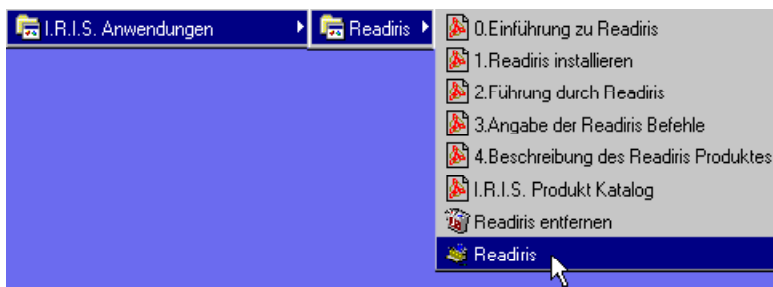 I.R.I.S. Anwendungen
Readiris
0.Einführung zu Readiris
1.Readiris installieren
2.Führung durch Readiris
3.Angabe der Readiris Befehle
4.Beschreibung des Readiris Produktes
I.R.I.S. Produkt Katalog
Readiris entfernen
Readiris